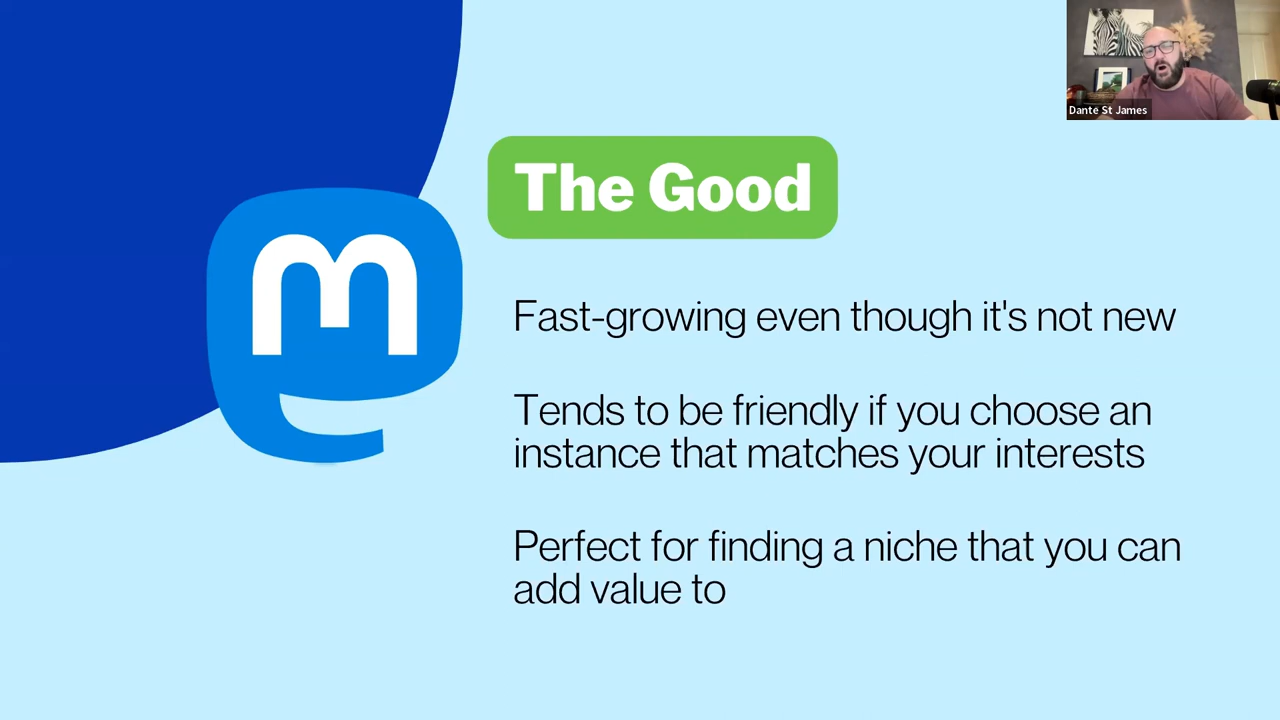 Dante St James
The Good
Fast-growing even though it's not new
Tends to be friendly if you choose an
instance that matches your interests
Perfect for finding a niche that you can
add value to